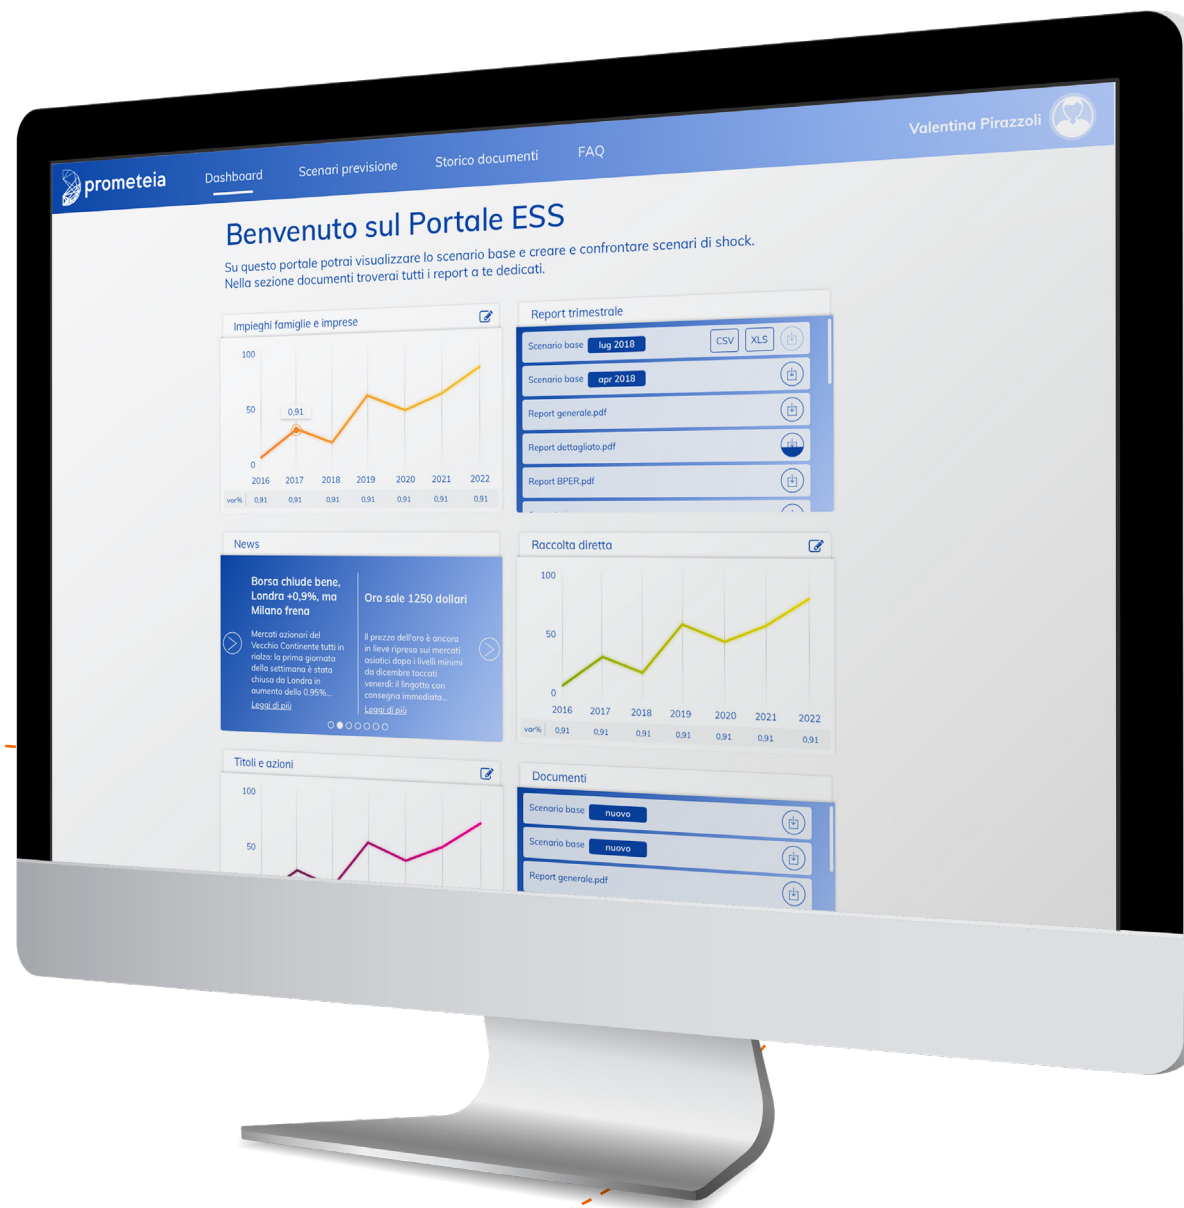 prometeia
Dashboard
Scenari previsione
Storico documenti
FAQ
Valentina Pirazzoli
Benvenuto sul Portale ESS
Su questo portale potrai visualizzare lo scenario base e creare e confrontare scenari di shock.
Nella sezione documenti troverai tutti i report a te dedicati.
Impieghi famiglie e imprese
100
50
0,91
0
2016 2017 2018 2019 2020 2021 2022
var% 0,91 0,91 0,91 0,91 0,91 0,91 0,91
Report trimestrale
Scenario base lug 2018 CSV XLS
Scenario base apr 2018
Report generale.pdf
Report dettagliato.pdf
Report BPER.pdf
News
Borsa chiude bene,
Londra +0,9%, ma
Milano frena
Mercati azionari del
Vecchio Continente tutti in
rialzo: la prima giornata
della settimana è stata
chiusa da Londra in
aumento dello 0,95%...
Leggi di più
Oro sale 1250 dollari
Il prezzo dell'oro è ancora
in lieve ripresa sui mercati
asiatici dopo i livelli minimi
da dicembre toccati
venerdì: il lingotto con
consegna immediata...
Leggi di più
Raccolta diretta
100
50
0
2016 2017 2018 2019 2020 2021 2022
var% 0,91 0,91 0,91 0,91 0,91 0,91 0,91
Titoli e azioni
100
50
Documenti
Scenario base nuovo
Scenario base nuovo
Report generale.pdf